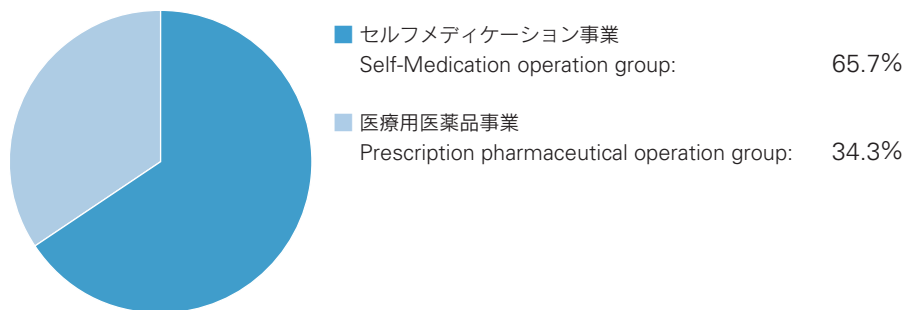 セルフメディケーション事業
Self-Medication operation group: 65.7%
医療用医薬品事業
Prescription pharmaceutical operation group: 34.3%